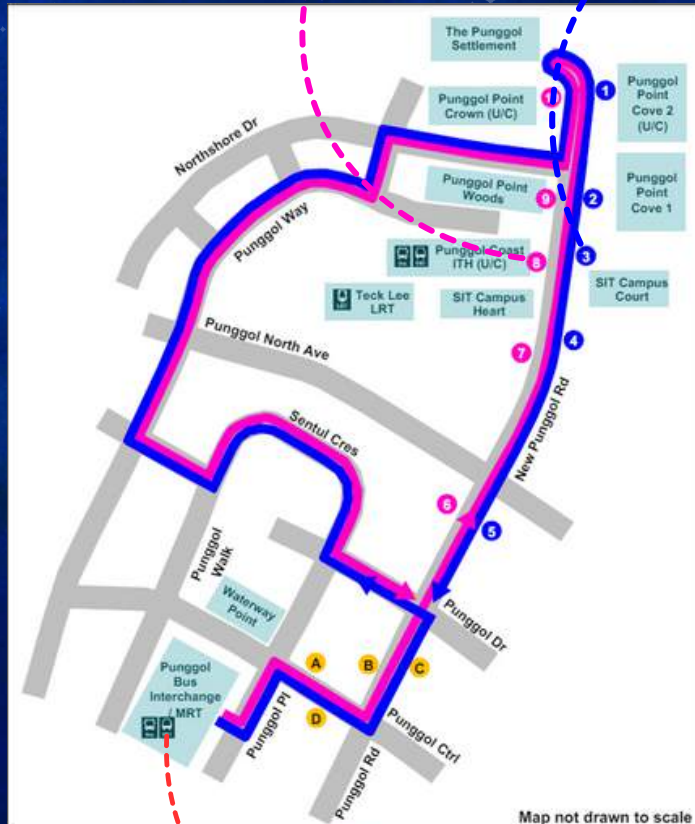 The Punggol
Settlement
1
Punggol
Point
Cove 2
(U/C)
Punggol Point
Crown (U/C)
Northshore Dr
Punggol Point
Woods
9
2
Punggol
Point
Cove 1
Punggol Way
3
Punggol Coast
ITH (U/C)
8
SIT Campus
Court
Teck Lee
LRT
SIT Campus
Heart
4
7
Punggol North Ave
New Punggol Rd
Sentul Cres
6
5
Punggol
Walk
Waterway
Point
Punggol Dr
A
B
C
Punggol
Bus
Interchange
/ MRT
D
Punggol Pl
Punggol Ctrl
Punggol Rd
Map not drawn to scale